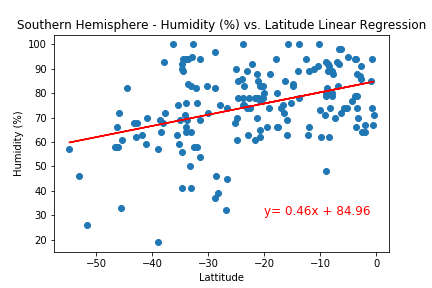 Southern Hemisphere - Humidity (%) vs. Latitude Linear Regression
100
90
80
70
60
50
40
30
20
Humidity (%)
y= 0.46x + 84.96
−50 −40 −30 −20 −10 0
Lattitude